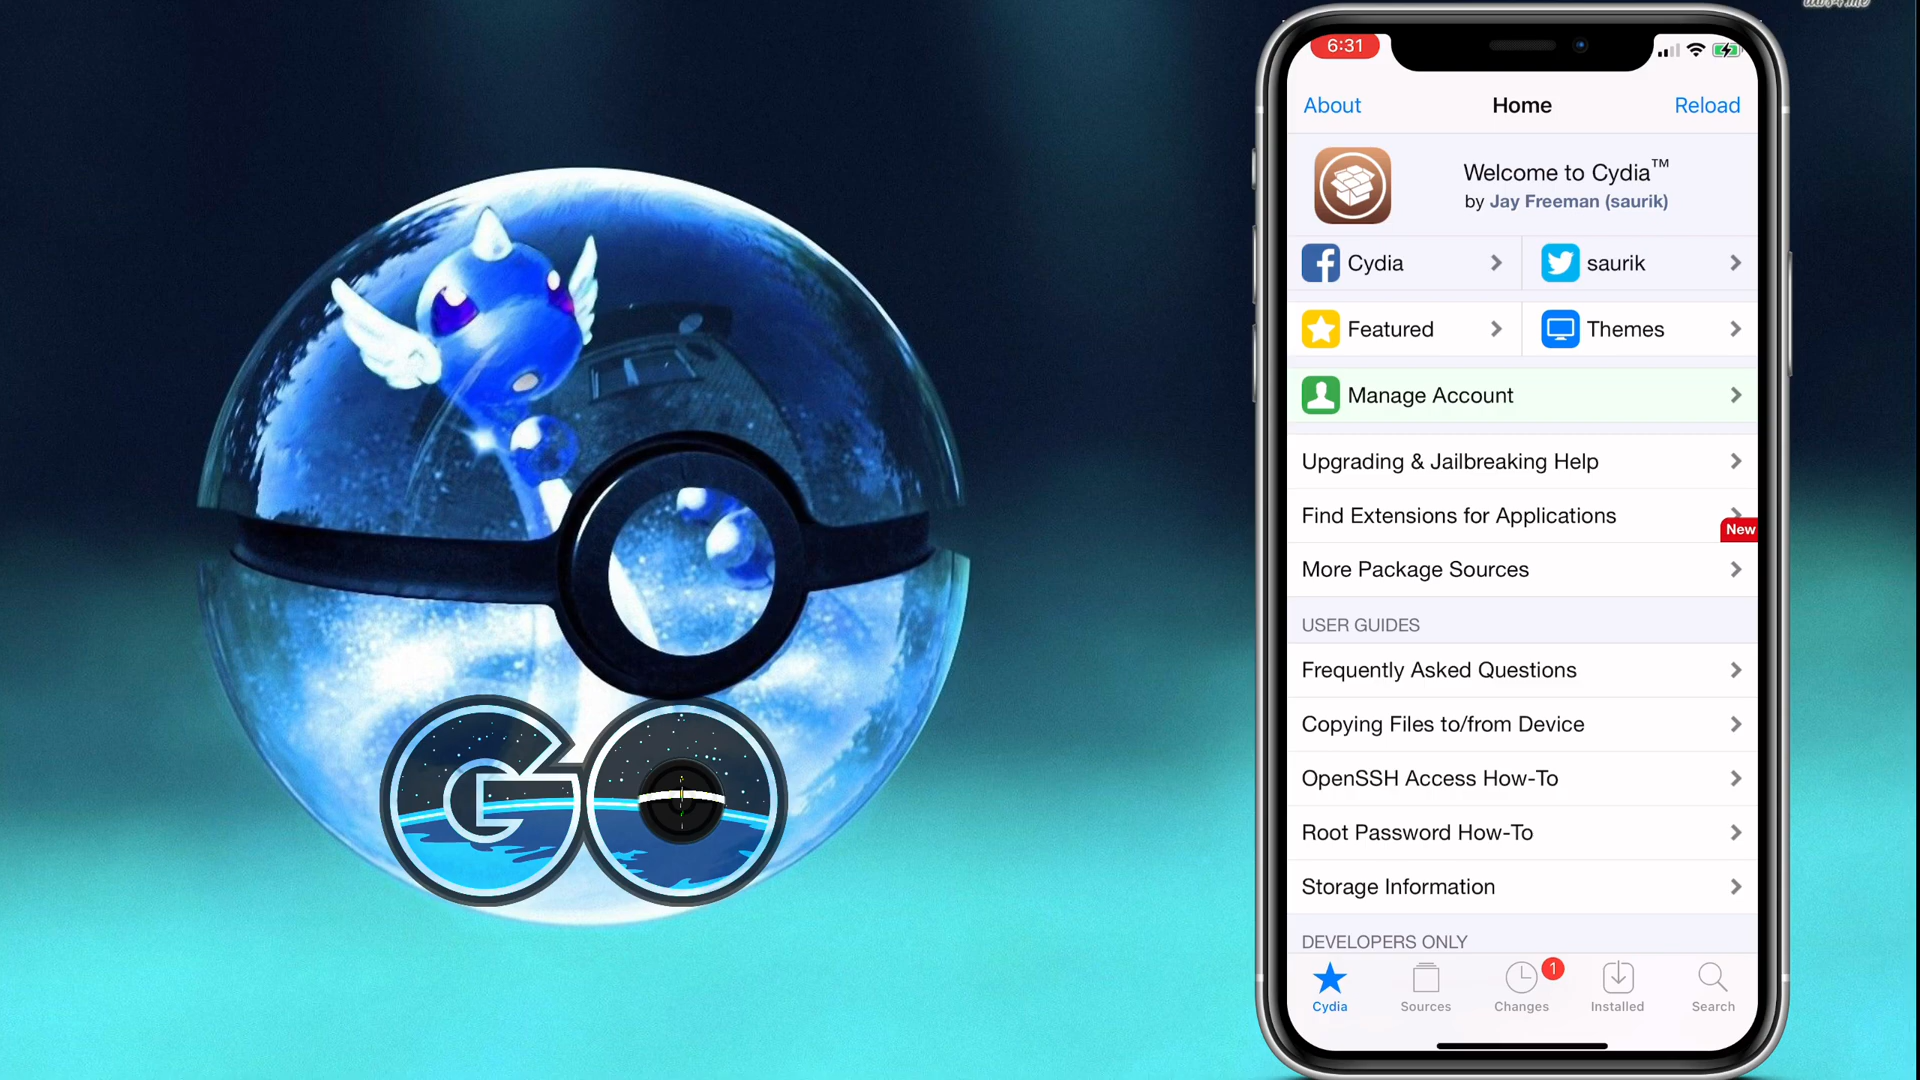 GO
6:31
About
Home
Reload
Welcome to Cydia™
by Jay Freeman (saurik)
Cydia
saurik
Featured
Themes
Manage Account
Upgrading & Jailbreaking Help
Find Extensions for Applications
New
More Package Sources
USER GUIDES
Frequently Asked Questions
Copying Files to/from Device
OpenSSH Access How-To
Root Password How-To
Storage Information
DEVELOPERS ONLY
1
Cydia
Sources
Changes
Installed
Search